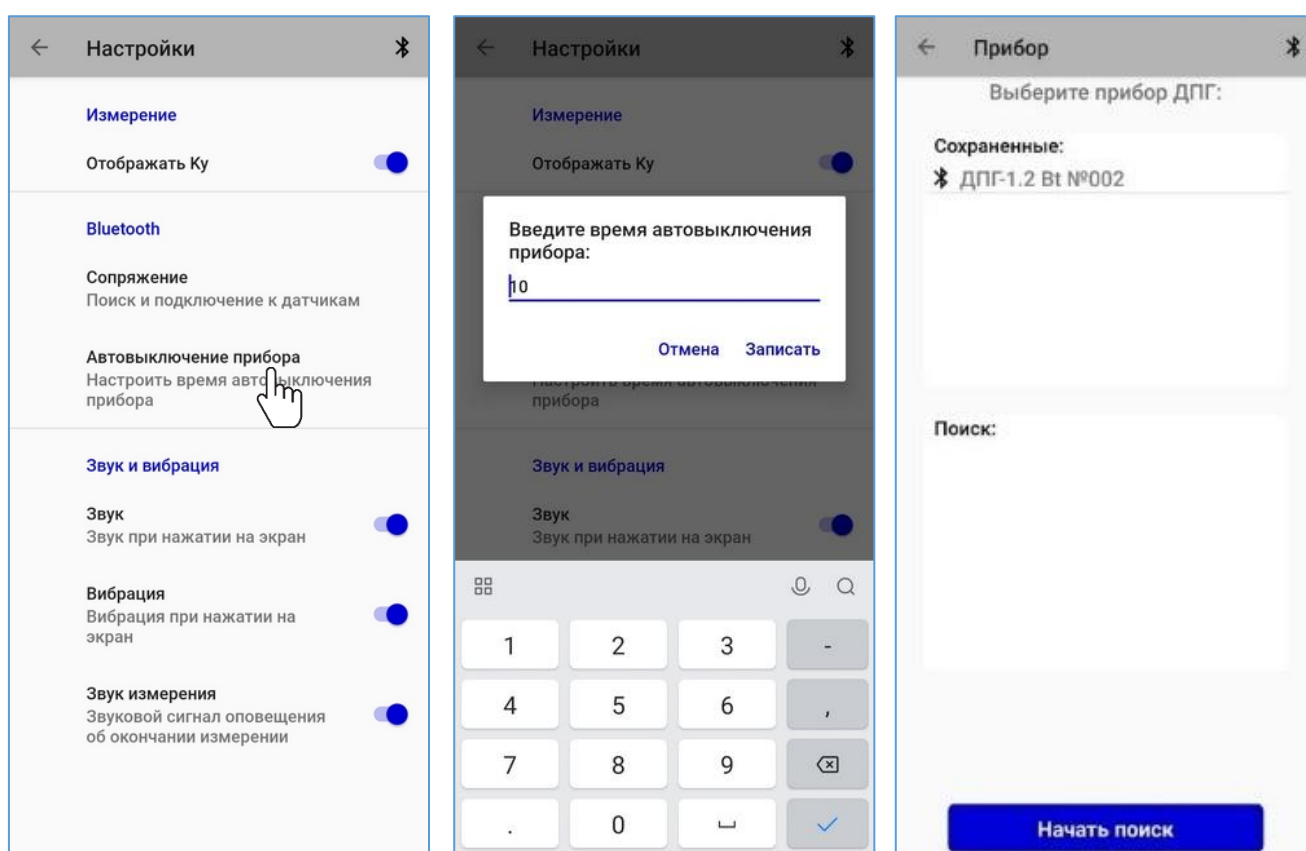 Настройки
Измерение
Отображать Ку
Bluetooth
Сопряжение
Поиск и подключение к датчикам
Автовыключение прибора
Настроить время автовыключения
прибора
Звук и вибрация
Звук
Звук при нажатии на экран
Вибрация
Вибрация при нажатии на
экран
Звук измерения
Звуковой сигнал оповещения
об окончании измерении
Настройки
Измерение
Отображать Ку
Введите время автовыключения
прибора:
10
Отмена Записать
Настроить время автовыключения
прибора
Звук и вибрация
Звук
Звук при нажатии на экран
1 2 3 -
4 5 6 ,
7 8 9
. 0
Прибор
Выберите прибор ДПГ:
Сохраненные:
ДПГ-1.2 Bt №002
Поиск:
Начать поиск